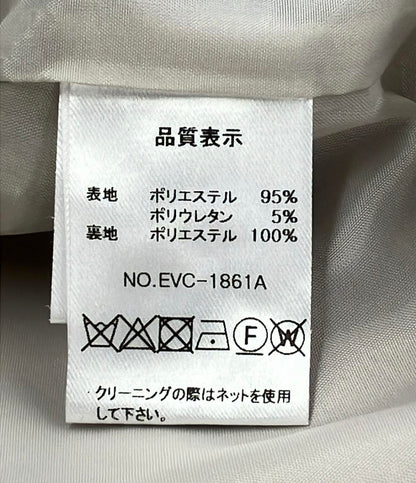 品質表示
表地 ポリエステル 95%
ポリウレタン 5%
裏地 ポリエステル 100%
NO.EVC-1861A
F W
・クリーニングの際はネットを使用
して下さい。